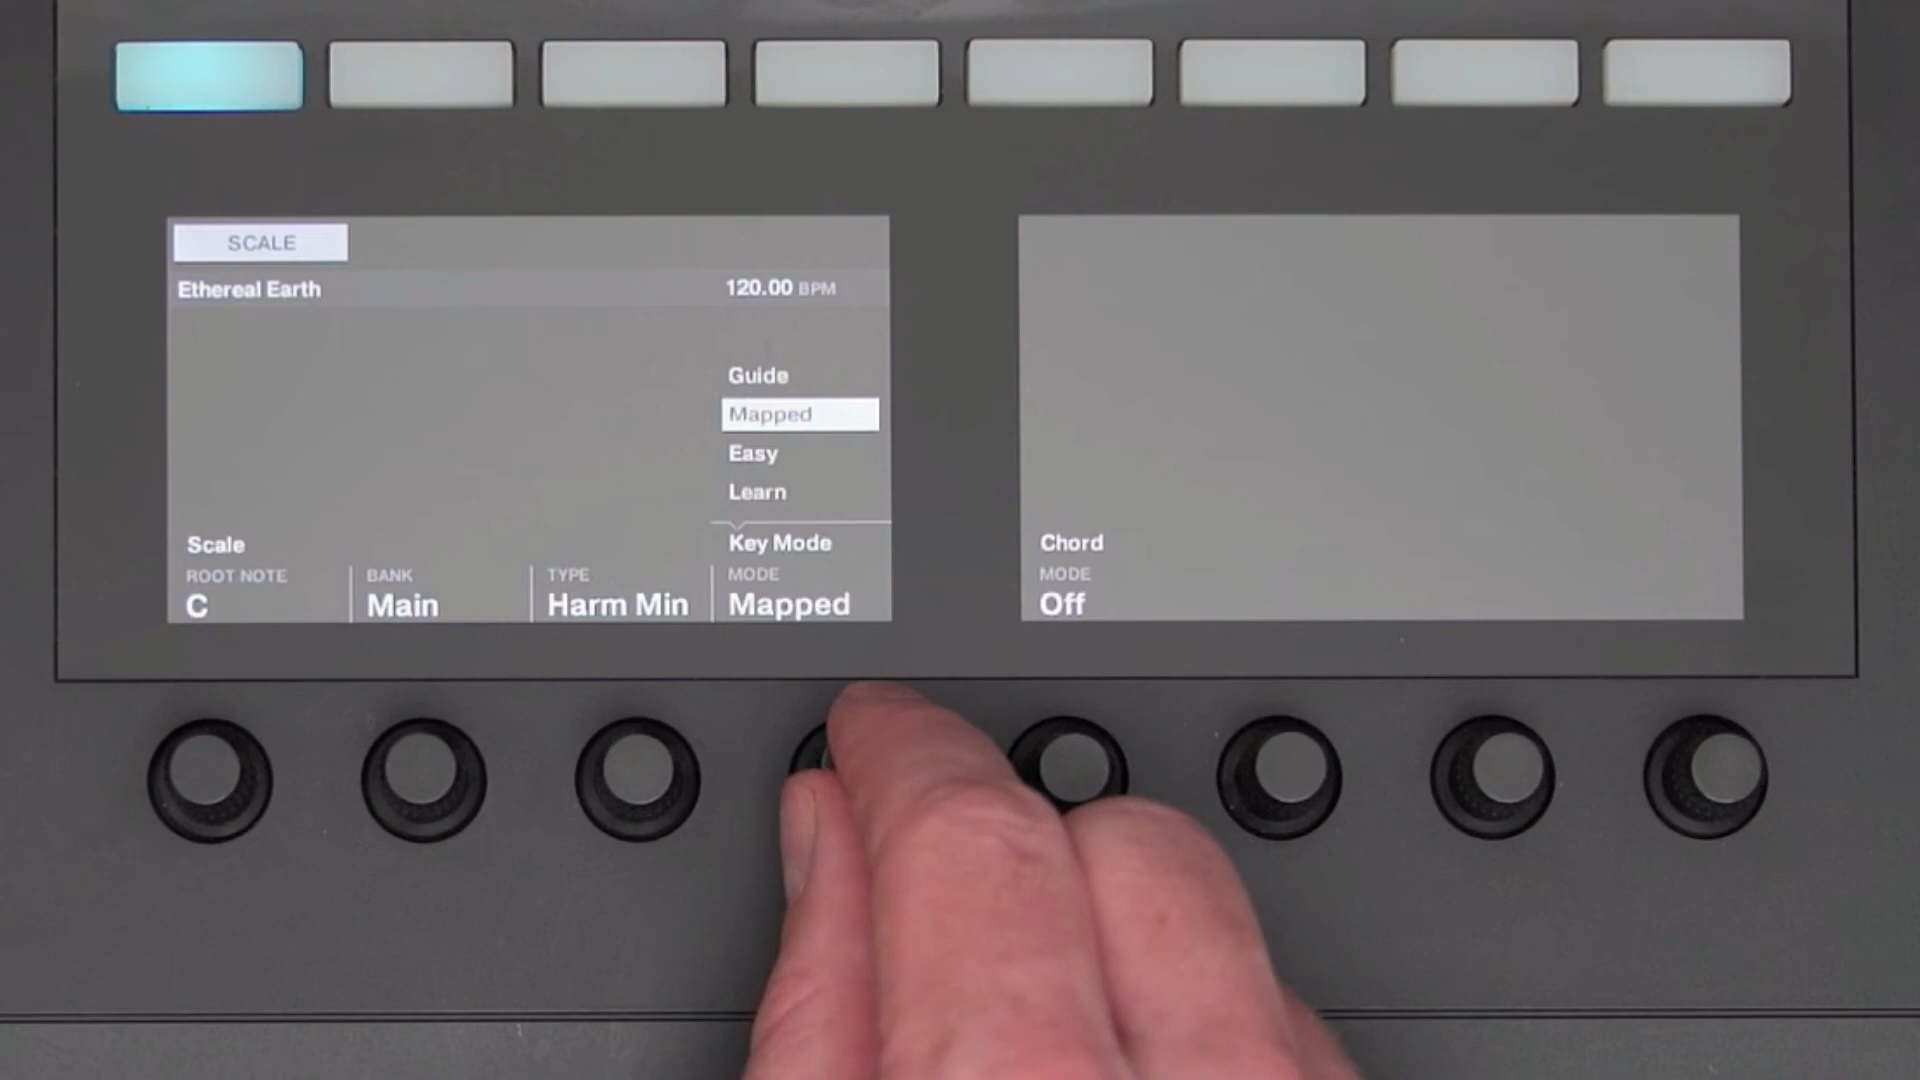 SCALE
Ethereal Earth 120.00 BPM
Guide
Mapped
Easy
Learn
Scale Key Mode
ROOT NOTE BANK TYPE MODE
C Main Harm Min Mapped
Chord
MODE
Off